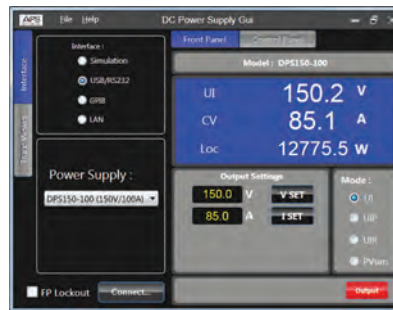 APS File Help DC Power Supply Gui
Interface
Trace Viewers
Interface :
Simulation
USB/RS232
GPIB
LAN
Power Supply :
DPS150-100 (150V/100A)
FP Lockout Connect...
Front Panel Control Panel
Model : DPS150-100
UI 150.2 V
CV 85.1 A
Loc 12775.5 W
Output Settings
150.0 V V SET
85.0 A I SET
Mode :
UI
UIP
UIR
PVsim
Output